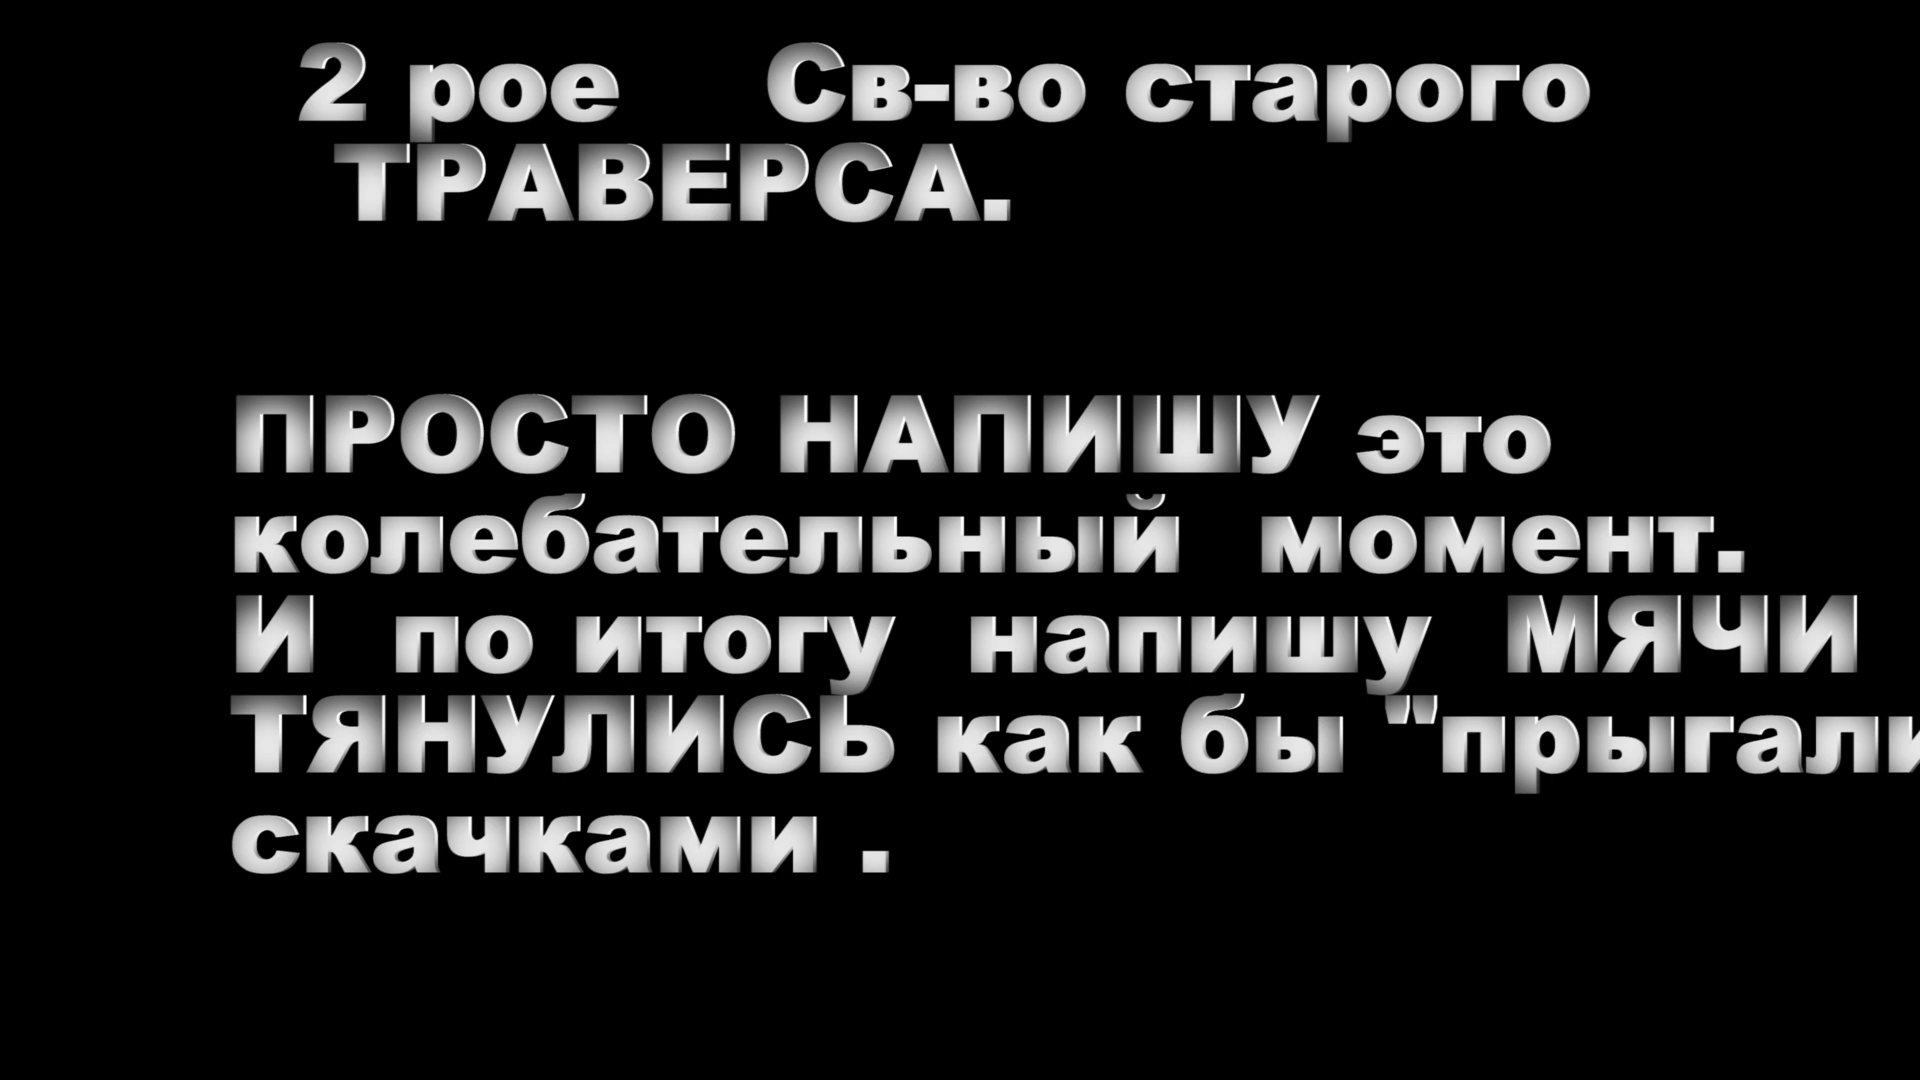 2 рое Св-во старого
ТРАВЕРСА.
ПРОСТО НАПИШУ это
колебательный момент.
И по итогу напишу МЯЧИ
ТЯНУЛИСЬ как бы "прыгали
скачками .